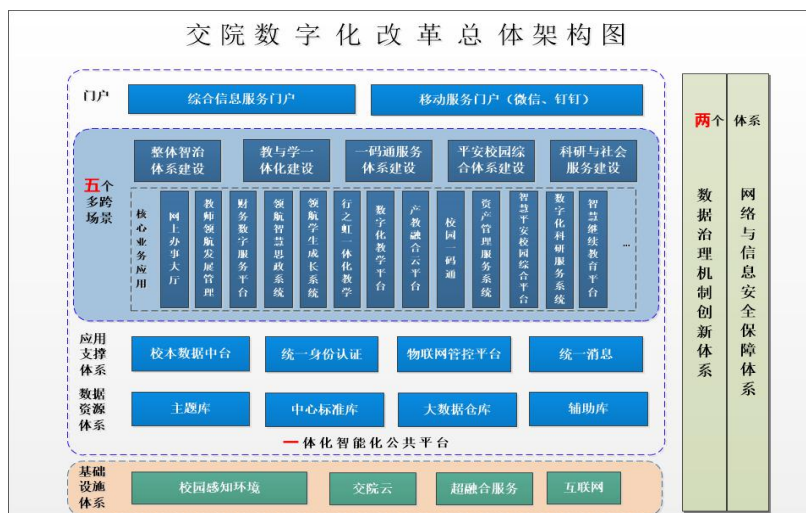 交院数字化改革总体架构图
门户
综合信息服务门户
移动服务门户（微信、钉钉）
五个
多跨
场景
整体智治
体系建设
教与学一
体化建设
一码通服务
体系建设
平安校园综
合体系建设
科研与社会
服务建设
核心业务应用
网上办事大厅
教师领航发展管理
财务数字服务平台
领航智慧思政系统
领航学生成长系统
行之虹一体化教学
数字化教学平台
产教融合云平台
校园一码通
资产管理服务系统
智慧平安校园综合平台
数字化科研服务系统
智慧继续教育平台
...
应用
支撑
体系
校本数据中台
统一身份认证
物联网管控平台
统一消息
数据
资源
体系
主题库
中心标准库
大数据仓库
辅助库
一体化智能化公共平台
基础
设施
体系
校园感知环境
交院云
超融合服务
互联网
两个体系
数据治理机制创新体系
网络与信息安全保障体系